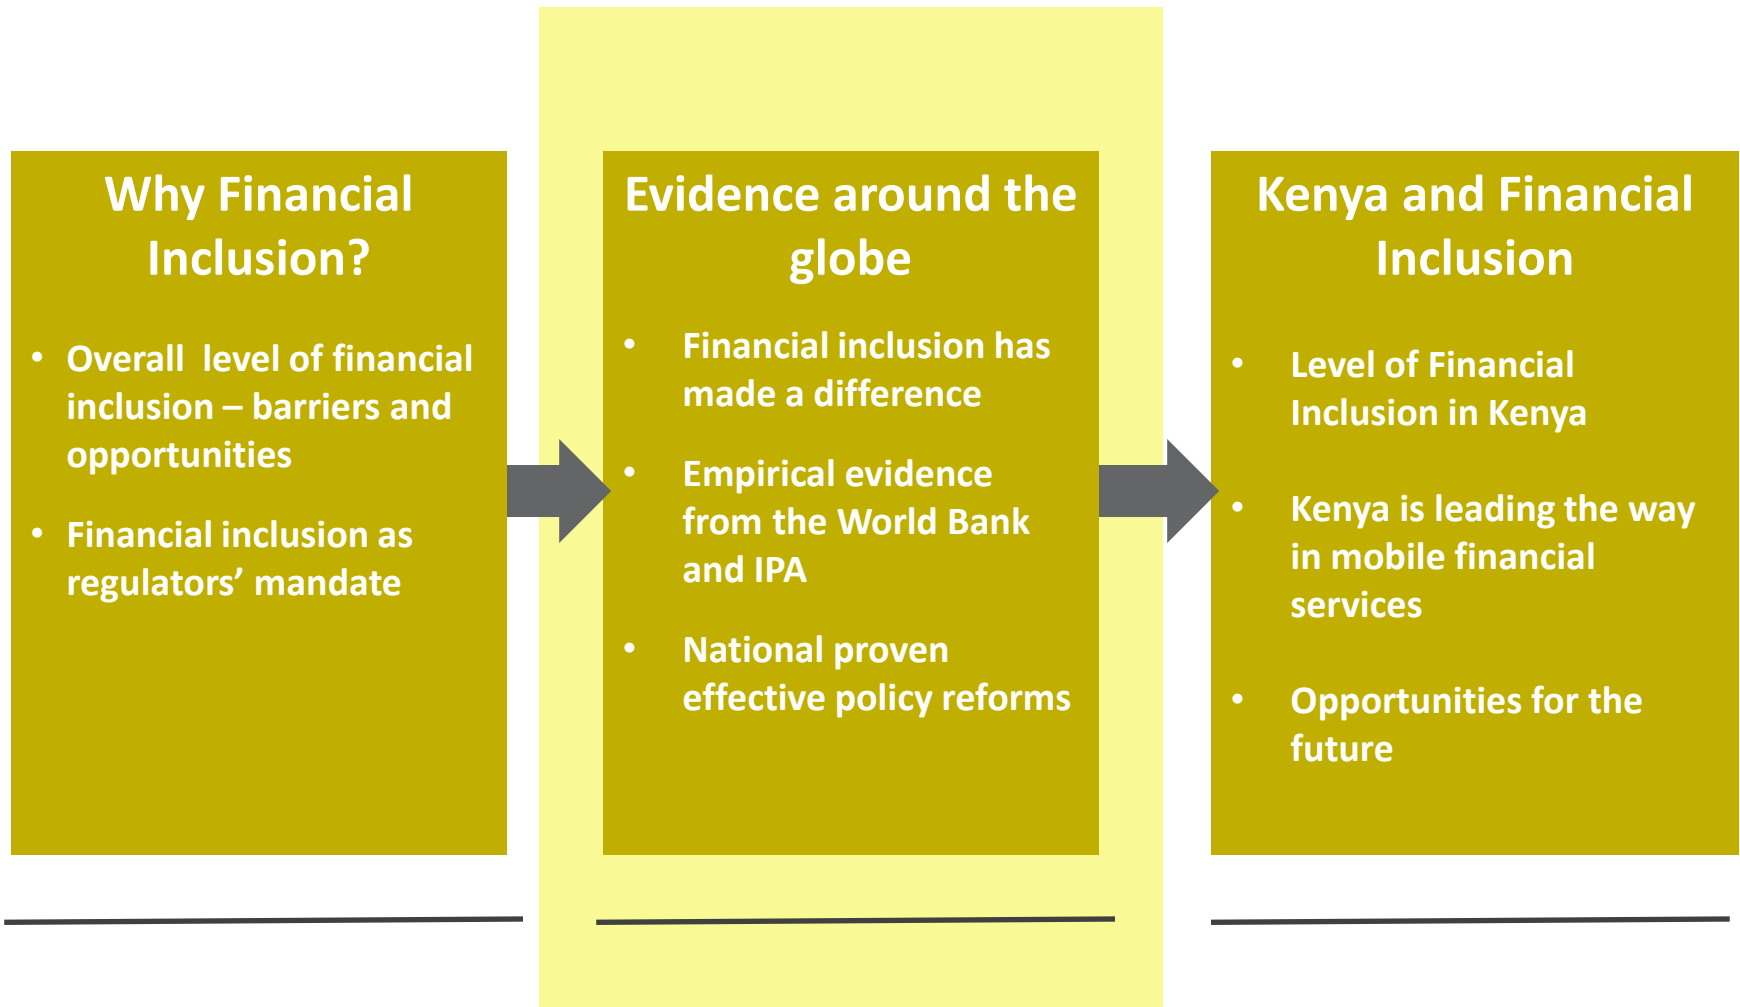 Why Financial
Inclusion?
• Overall level of financial
inclusion – barriers and
opportunities
• Financial inclusion as
regulators’ mandate
Evidence around the
globe
• Financial inclusion has
made a difference
• Empirical evidence
from the World Bank
and IPA
• National proven
effective policy reforms
Kenya and Financial
Inclusion
• Level of Financial
Inclusion in Kenya
• Kenya is leading the way
in mobile financial
services
• Opportunities for the
future